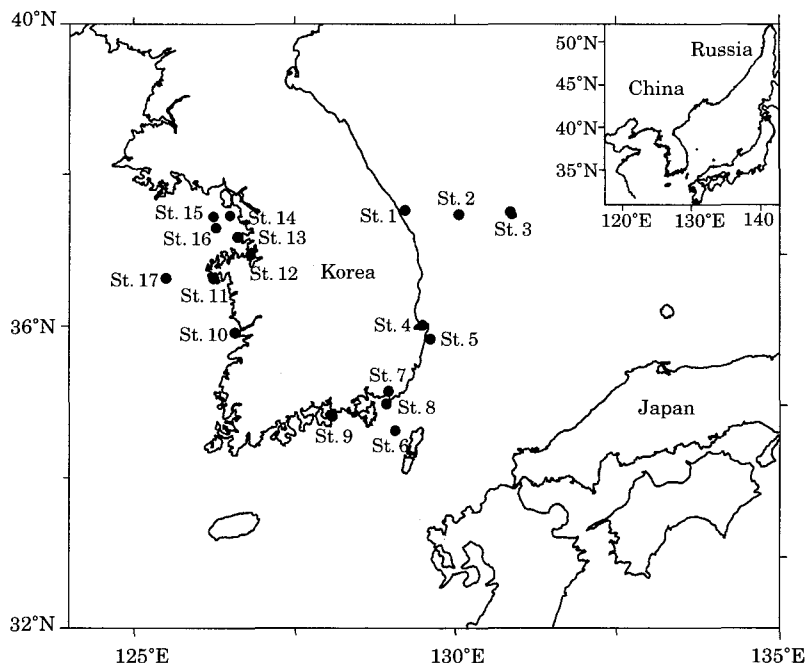 40°N
50°N
Russia
45°N
China
40°N
35°N
120°E
130°E
140
St. 15
St. 14
St. 16
St. 13
St. 12
St. 17
St. 11
Korea
St. 1
St. 2
St. 3
36°N
St. 10
St. 4
St. 5
St. 7
St. 8
St. 9
St. 6
Japan
32°N
125°E
130°E
135°E